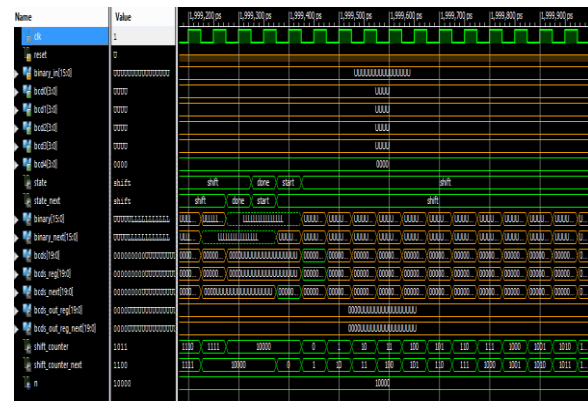 Name Value 1,999,200 ps 1,999,300 ps 1,999,400 ps 1,999,500 ps 1,999,600 ps 1,999,700 ps 1,999,800 ps 1,999,900 ps
clk 1
reset U
binary_in[15:0] UUUUUUUUUUUUUUUU UUUUUUUUUUUUUUUU
bcd0[3:0] UUUU UUUU
bcd1[3:0] UUUU UUUU
bcd2[3:0] UUUU UUUU
bcd3[3:0] UUUU UUUU
bcd4[3:0] 0000 0000
state shift shift done start shift
state_next shift shift done start shift
binary[15:0]
binary_next[15:0]
bcds[19:0]
bcds_reg[19:0]
bcds_next[19:0]
bcds_out_reg[19:0] 0000UUUUUUUUUUUUUUUU
bcds_out_reg_next[19:0] 0000UUUUUUUUUUUUUUUU
shift_counter 1011 1110 1111 10000 0 1 10 11 100 101 110 111 1000 1001 1010 1...
shift_counter_next 1100 1111 10000 0 1 10 11 100 101 110 111 1000 1001 1010 1011 1...
n 10000 10000